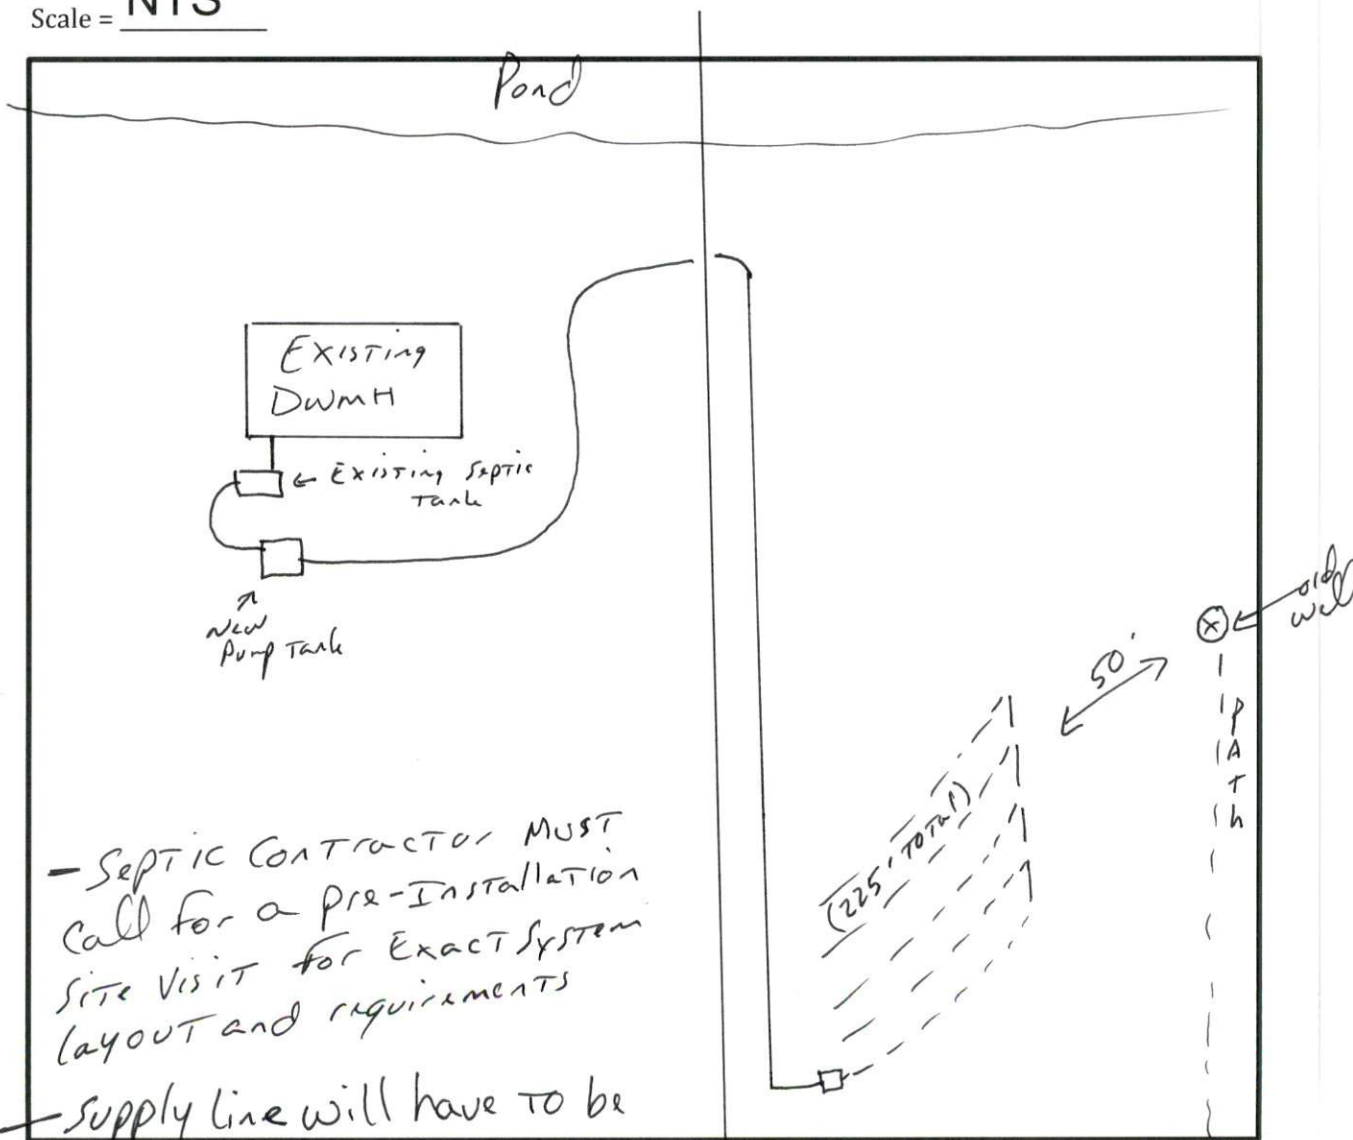 Scale = NTS
Pond
Existing
DWMH
← Existing Septic
Tank
New
Pump Tank
old
well
50'
PATh
(225' Total)
- Septic Contractor Must
Call for a pre-Installation
Site Visit for Exact System
layout and requirements
- Supply line will have to be